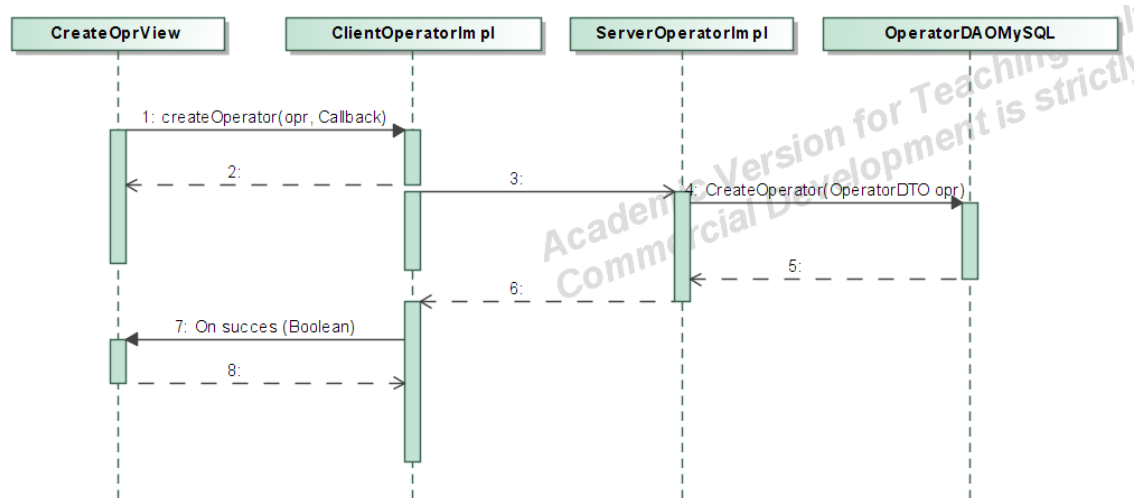 CreateOprView
ClientOperatorImpl
ServerOperatorImpl
OperatorDAOMySQL
1: createOperator(opr, Callback)
2:
3:
4: CreateOperator(OperatorDTO opr)
5:
6:
7: On succes (Boolean)
8:
Academic Version for Teaching
Commercial Development is strictly